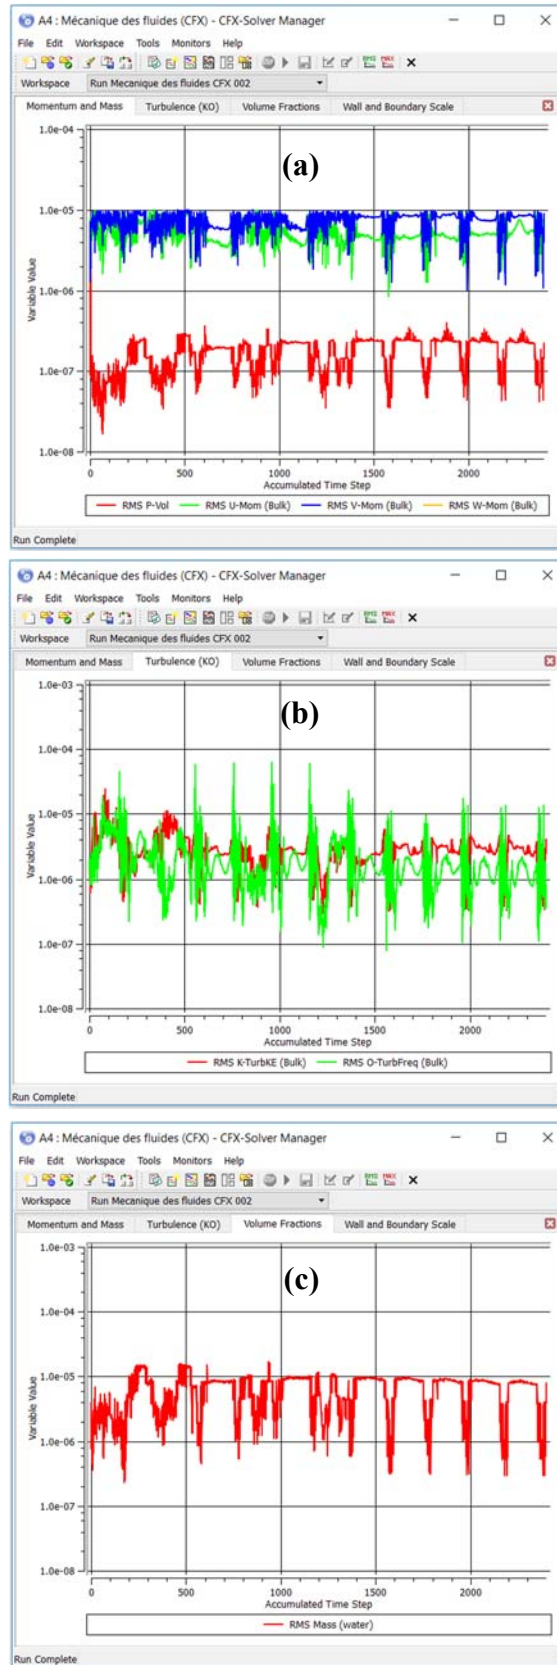 A4 : Mécanique des fluides (CFX) - CFX-Solver Manager
File Edit Workspace Tools Monitors Help
RMS MAX
Workspace Run Mecanique des fluides CFX 002
Momentum and Mass Turbulence (KO) Volume Fractions Wall and Boundary Scale
1.0e-04
(a)
1.0e-05
1.0e-06
1.0e-07
1.0e-08
Variable Value
0 500 1000 1500 2000
Accumulated Time Step
RMS P-Vol RMS U-Mom (Bulk) RMS V-Mom (Bulk) RMS W-Mom (Bulk)
Run Complete
A4 : Mécanique des fluides (CFX) - CFX-Solver Manager
File Edit Workspace Tools Monitors Help
RMS MAX
Workspace Run Mecanique des fluides CFX 002
Momentum and Mass Turbulence (KO) Volume Fractions Wall and Boundary Scale
1.0e-03
(b)
1.0e-04
1.0e-05
1.0e-06
1.0e-07
1.0e-08
Variable Value
0 500 1000 1500 2000
Accumulated Time Step
RMS K-TurbKE (Bulk) RMS O-TurbFreq (Bulk)
Run Complete
A4 : Mécanique des fluides (CFX) - CFX-Solver Manager
File Edit Workspace Tools Monitors Help
RMS MAX
Workspace Run Mecanique des fluides CFX 002
Momentum and Mass Turbulence (KO) Volume Fractions Wall and Boundary Scale
1.0e-03
(c)
1.0e-04
1.0e-05
1.0e-06
1.0e-07
1.0e-08
Variable Value
0 500 1000 1500 2000
Accumulated Time Step
RMS Mass (water)
Run Complete